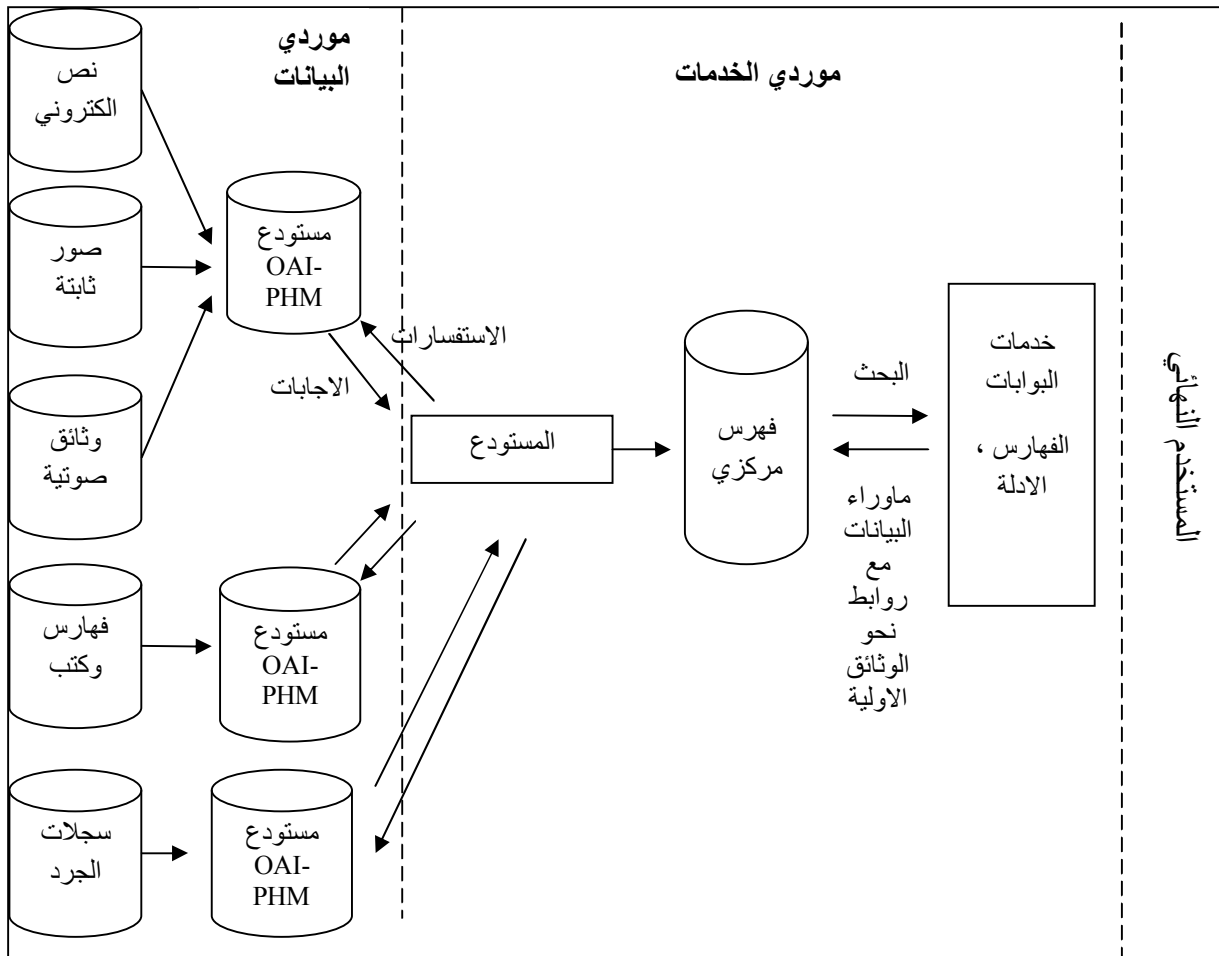 موردي
البيانات
موردي الخدمات
نص
الكتروني
صور
ثابتة
وثائق
صوتية
فهارس
وكتب
سجلات
الجرد
مستودع
OAI-
PHM
مستودع
OAI-
PHM
مستودع
OAI-
PHM
الاستفسارات
الاجابات
المستودع
فهرس
مركزي
البحث
ماوراء
البيانات
مع
روابط
نحو
الوثائق
الاولية
خدمات
البوابات
الفهارس ،
الادلة
المستخدم النهائي